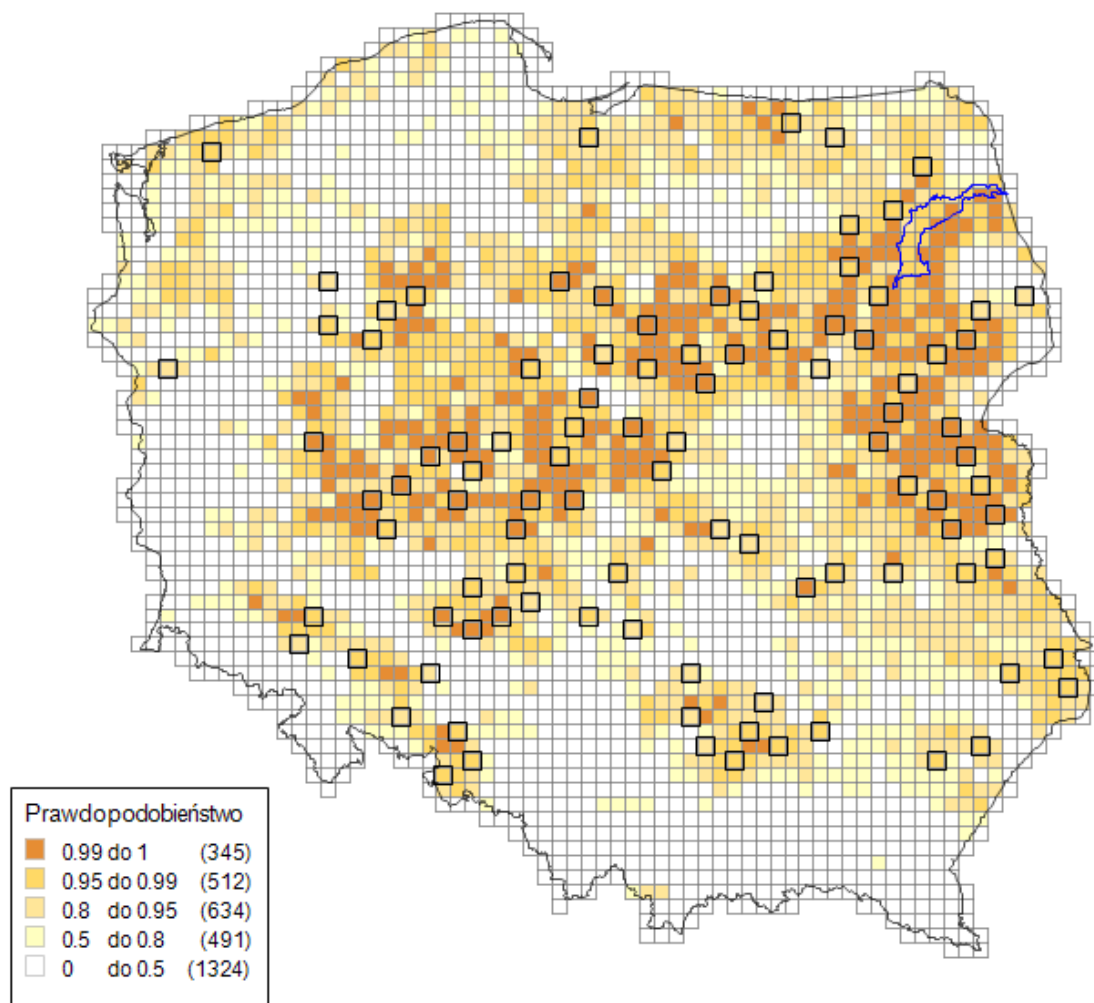 Prawdopodobieństwo
0.99 do 1 (345)
0.95 do 0.99 (512)
0.8 do 0.95 (634)
0.5 do 0.8 (491)
0 do 0.5 (1324)